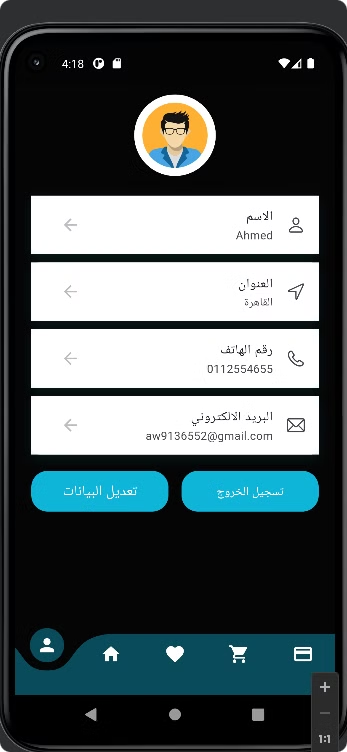 4:18
الاسم
Ahmed
العنوان
القاهرة
رقم الهاتف
0112554655
البريد الالكتروني
aw9136552@gmail.com
تسجيل الخروج
تعديل البيانات
1:1